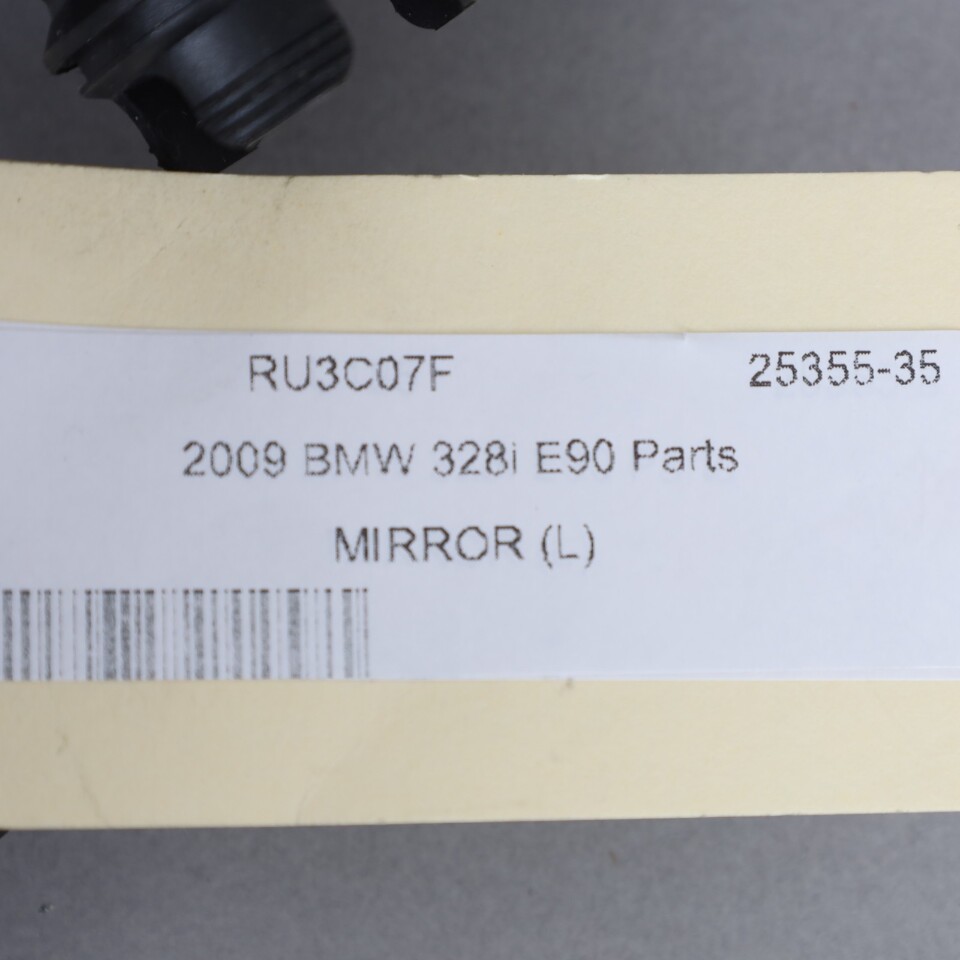 RU3C07F 25355-35
2009 BMW 328i E90 Parts
MIRROR (L)